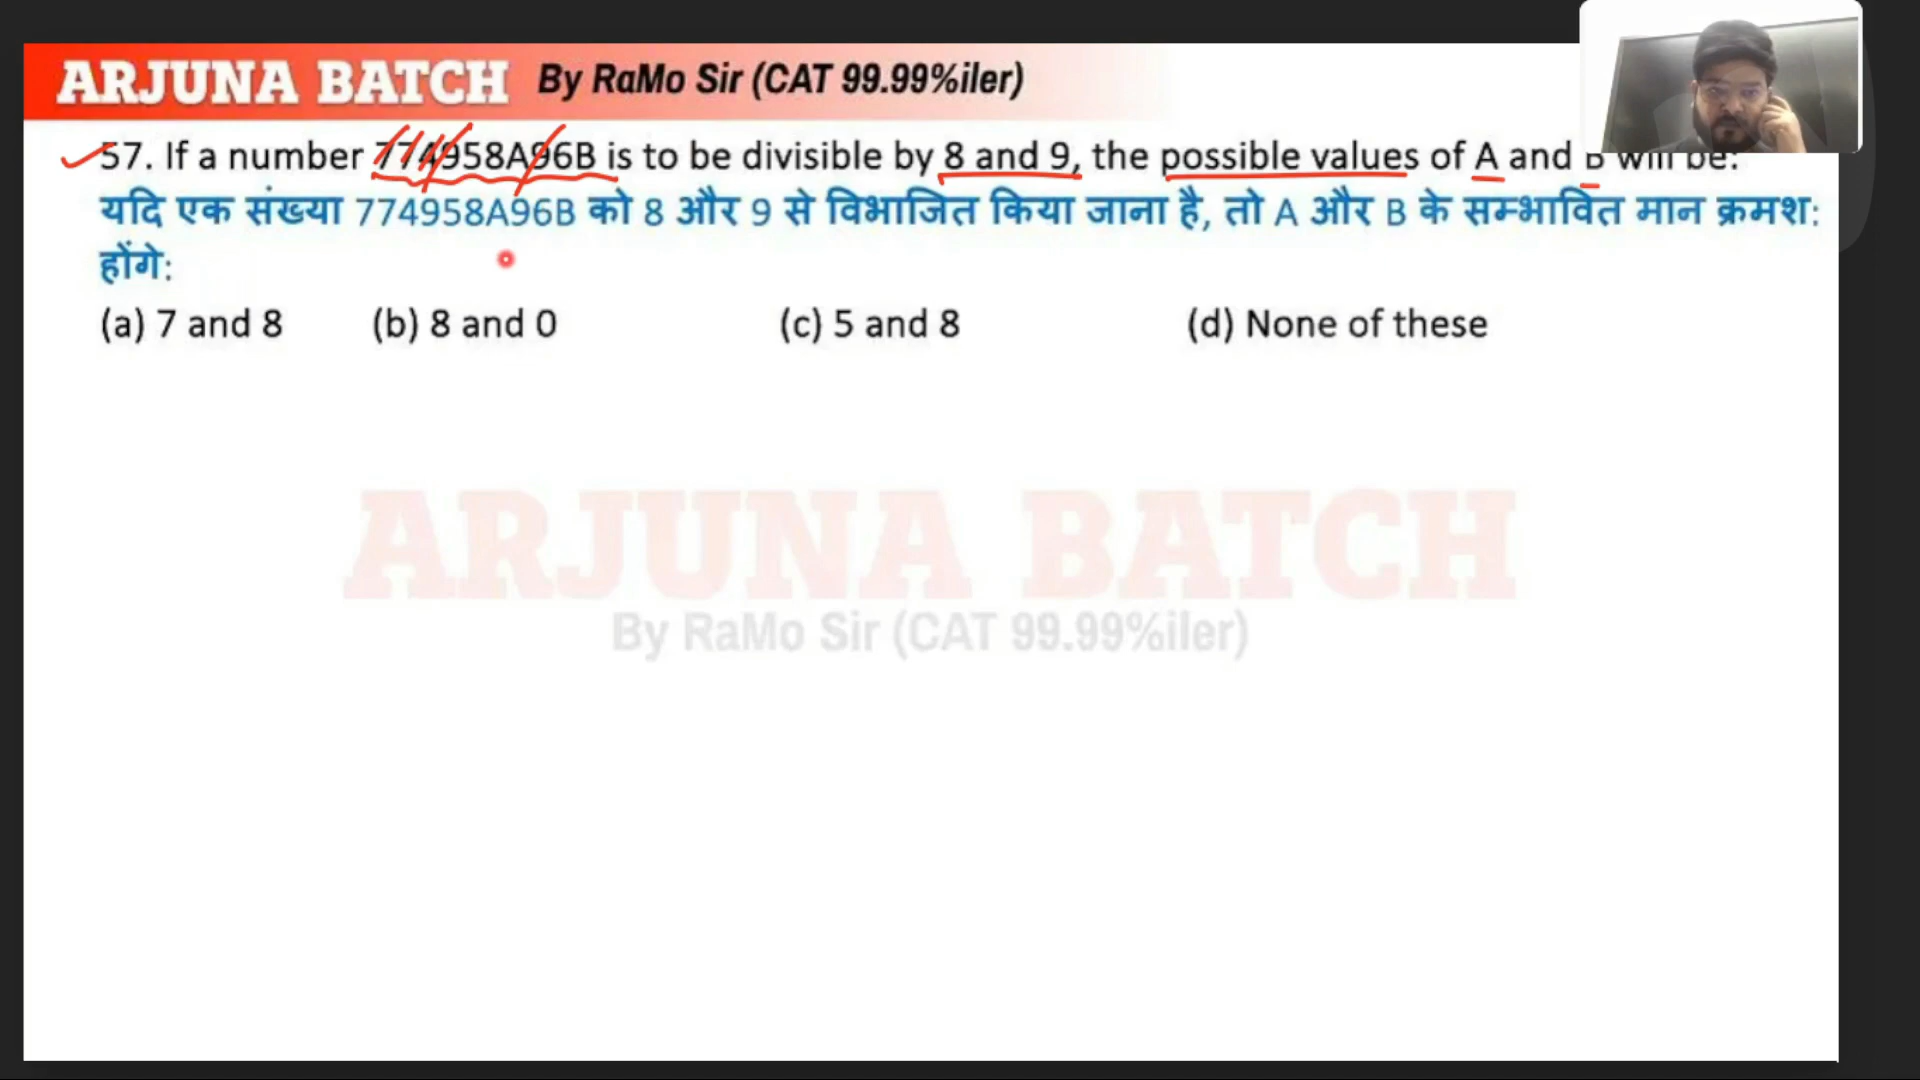 ARJUNA BATCH By RaMo Sir (CAT 99.99%iler)
57. If a number 774958A96B is to be divisible by 8 and 9, the possible values of A and B will be:
यदि एक संख्या 774958A96B को 8 और 9 से विभाजित किया जाना है, तो A और B के सम्भावित मान क्रमश:
होंगे:
(a) 7 and 8 (b) 8 and 0 (c) 5 and 8 (d) None of these
ARJUNA BATCH
By RaMo Sir (CAT 99.99%iler)